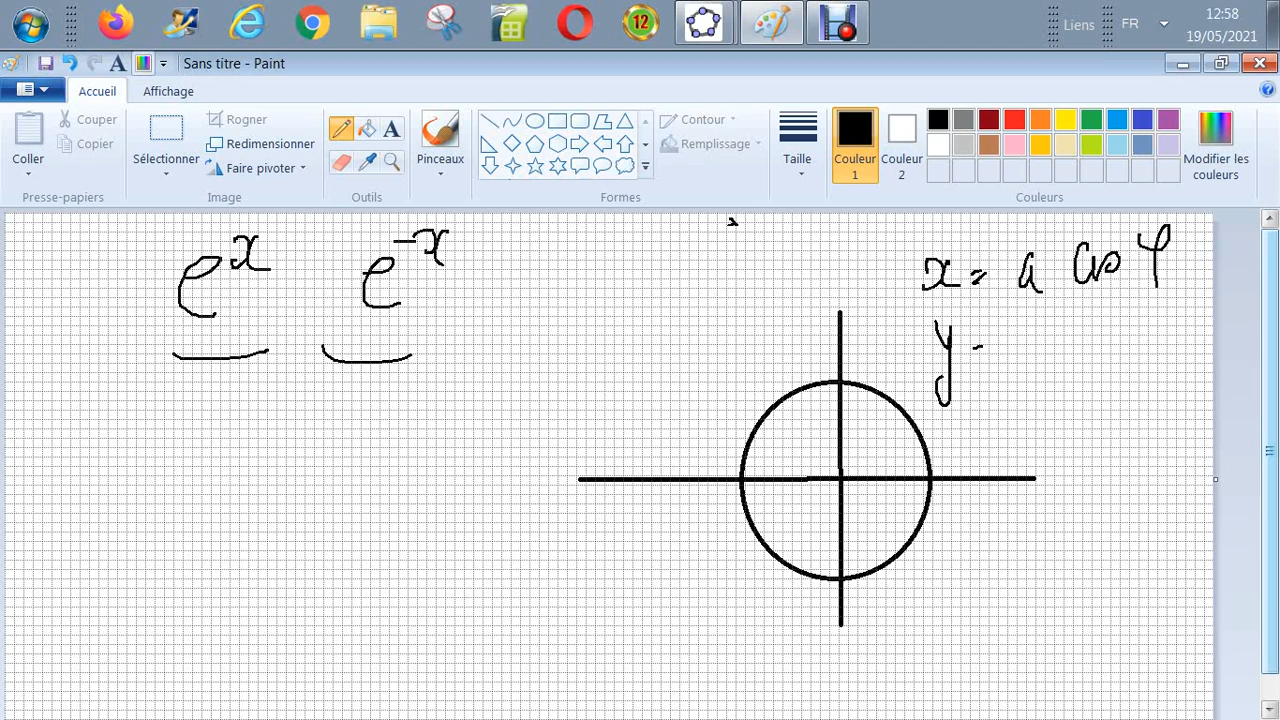 12
Liens FR 12:58
19/05/2021
Sans titre - Paint
Accueil Affichage
Coller
Couper
Copier
Presse-papiers
Sélectionner
Rogner
Redimensionner
Faire pivoter
Image
A
Outils
Pinceaux
Contour
Remplissage
Formes
Taille
Couleur 1
Couleur 2
Modifier les couleurs
Couleurs
e^x e^-x
x = a cos φ
y =